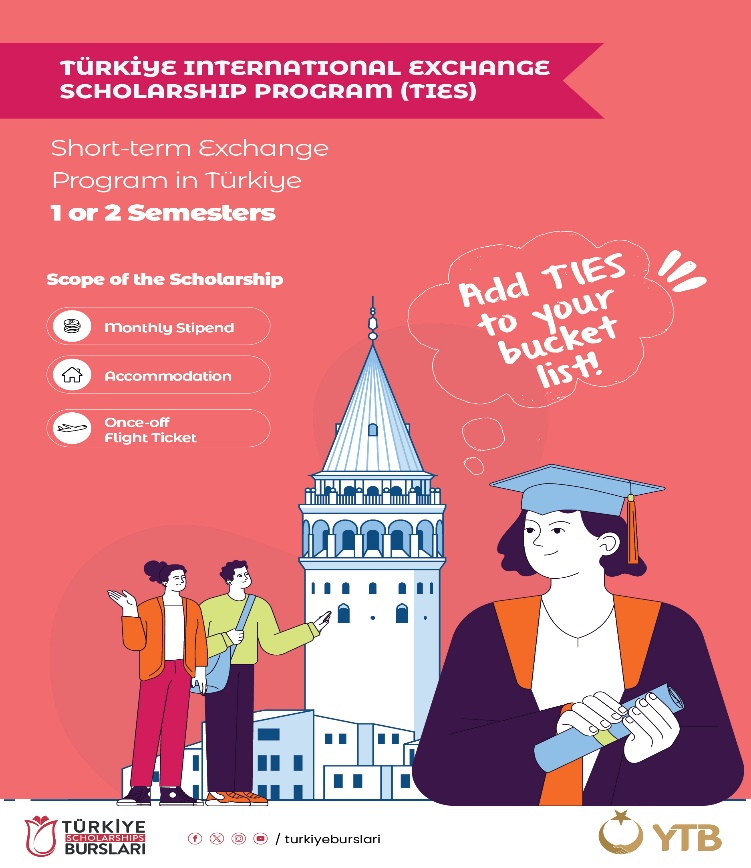 TÜRKİYE INTERNATIONAL EXCHANGE
SCHOLARSHIP PROGRAM (TIES)
Short-term Exchange
Program in Türkiye
1 or 2 Semesters
Scope of the Scholarship
Monthly Stipend
Accommodation
Once-off
Flight Ticket
Add TIES
to your
bucket
list!
TÜRKİYE
SCHOLARSHIPS
BURSLARI
/ turkiyeburslari
YTB